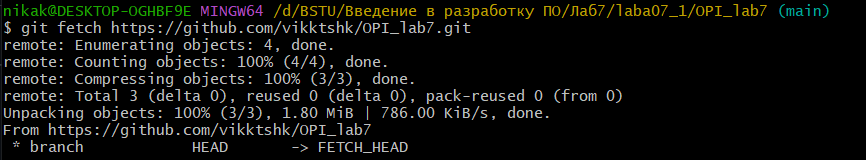 nikak@DESKTOP-OGHBF9E MINGW64 /d/BSTU/Введение в разработку ПО/Лаб7/laba07_1/OPI_lab7 (main)
$ git fetch https://github.com/vikktshk/OPI_lab7.git
remote: Enumerating objects: 4, done.
remote: Counting objects: 100% (4/4), done.
remote: Compressing objects: 100% (3/3), done.
remote: Total 3 (delta 0), reused 0 (delta 0), pack-reused 0 (from 0)
Unpacking objects: 100% (3/3), 1.80 MiB | 786.00 KiB/s, done.
From https://github.com/vikktshk/OPI_lab7
 * branch            HEAD       -> FETCH_HEAD